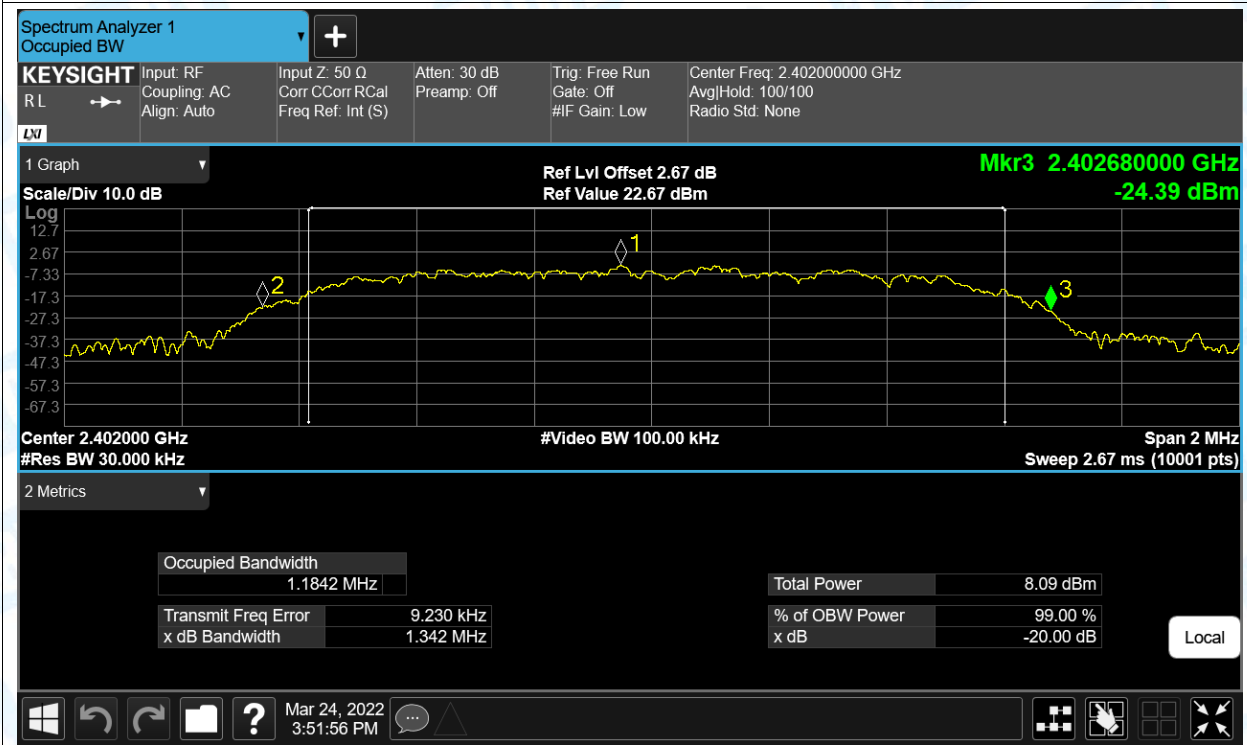 Spectrum Analyzer 1
Occupied BW
KEYSIGHT
R L
LXI
Input: RF
Coupling: AC
Align: Auto
Input Z: 50 Ω
Corr CCorr RCal
Freq Ref: Int (S)
Atten: 30 dB
Preamp: Off
Trig: Free Run
Gate: Off
#IF Gain: Low
Center Freq: 2.402000000 GHz
Avg|Hold: 100/100
Radio Std: None
1 Graph
Scale/Div 10.0 dB
Ref Lvl Offset 2.67 dB
Ref Value 22.67 dBm
Mkr3 2.402680000 GHz
-24.39 dBm
Log
12.7
2.67
-7.33
-17.3
-27.3
-37.3
-47.3
-57.3
-67.3
1
2
3
Center 2.402000 GHz
#Video BW 100.00 kHz
Span 2 MHz
#Res BW 30.000 kHz
Sweep 2.67 ms (10001 pts)
2 Metrics
Occupied Bandwidth
1.1842 MHz
Total Power 8.09 dBm
Transmit Freq Error 9.230 kHz
% of OBW Power 99.00 %
x dB Bandwidth 1.342 MHz
x dB -20.00 dB
Local
?
Mar 24, 2022
3:51:56 PM